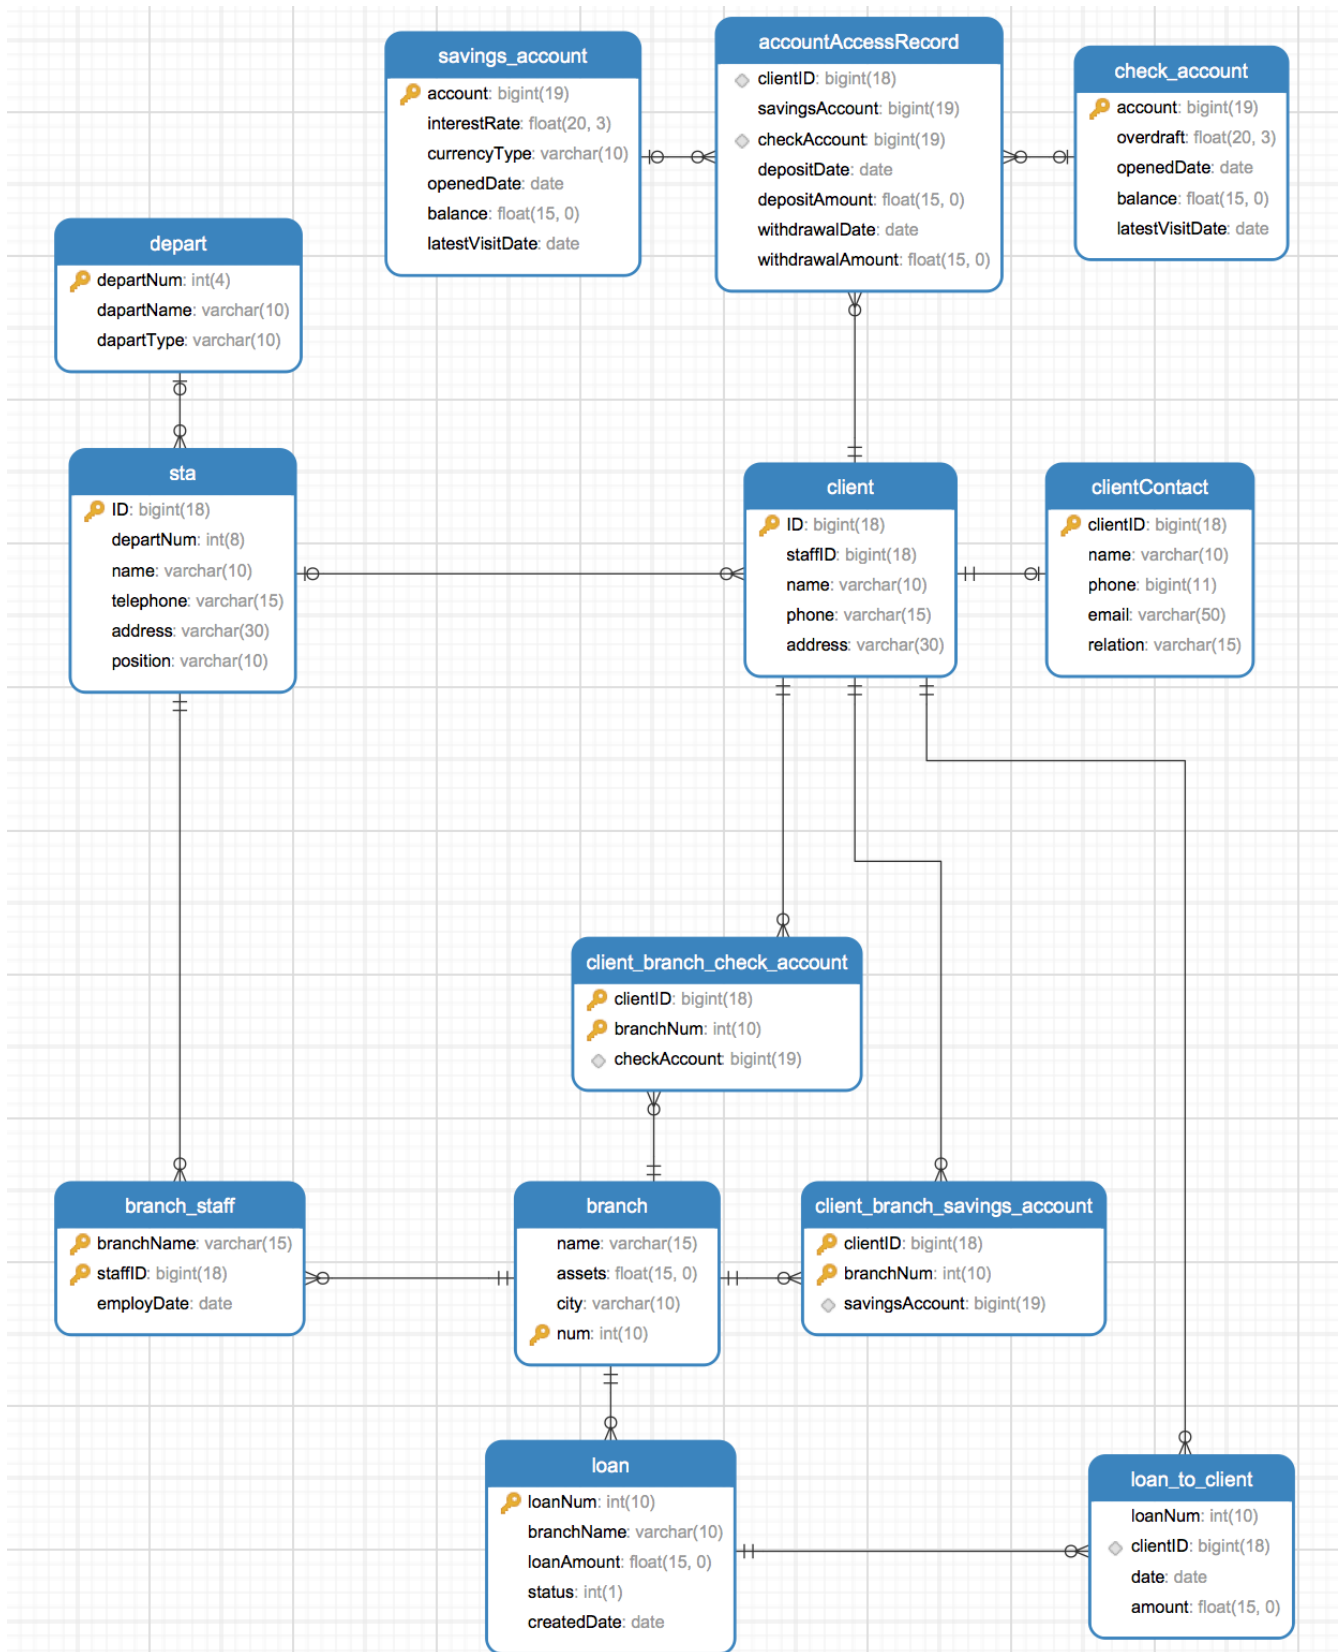 savings_account
account: bigint(19)
interestRate: float(20, 3)
currencyType: varchar(10)
openedDate: date
balance: float(15, 0)
latestVisitDate: date
accountAccessRecord
clientID: bigint(18)
savingsAccount: bigint(19)
checkAccount: bigint(19)
depositDate: date
depositAmount: float(15, 0)
withdrawalDate: date
withdrawalAmount: float(15, 0)
check_account
account: bigint(19)
overdraft: float(20, 3)
openedDate: date
balance: float(15, 0)
latestVisitDate: date
depart
departNum: int(4)
dapartName: varchar(10)
dapartType: varchar(10)
sta
ID: bigint(18)
departNum: int(8)
name: varchar(10)
telephone: varchar(15)
address: varchar(30)
position: varchar(10)
client
ID: bigint(18)
staffID: bigint(18)
name: varchar(10)
phone: varchar(15)
address: varchar(30)
clientContact
clientID: bigint(18)
name: varchar(10)
phone: bigint(11)
email: varchar(50)
relation: varchar(15)
client_branch_check_account
clientID: bigint(18)
branchNum: int(10)
checkAccount: bigint(19)
branch_staff
branchName: varchar(15)
staffID: bigint(18)
employDate: date
branch
name: varchar(15)
assets: float(15, 0)
city: varchar(10)
num: int(10)
client_branch_savings_account
clientID: bigint(18)
branchNum: int(10)
savingsAccount: bigint(19)
loan
loanNum: int(10)
branchName: varchar(10)
loanAmount: float(15, 0)
status: int(1)
createdDate: date
loan_to_client
loanNum: int(10)
clientID: bigint(18)
date: date
amount: float(15, 0)